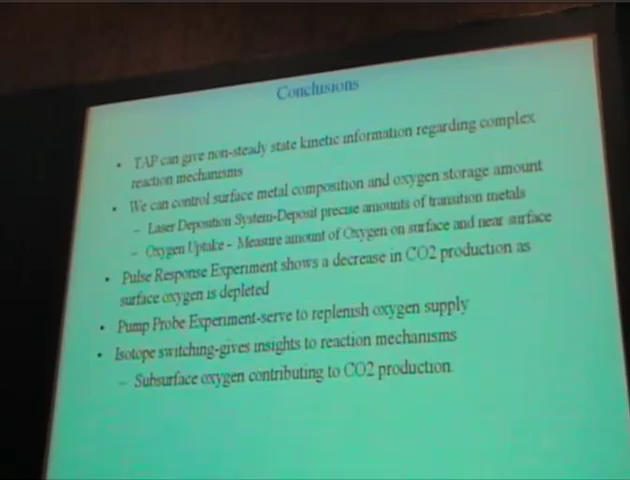 Conclusions
• TAP can give non-steady state kinetic information regarding complex
reaction mechanisms
• We can control surface metal composition and oxygen storage amount
– Laser Deposition System-Deposit precise amounts of transition metals
– Oxygen Uptake – Measure amount of Oxygen on surface and near surface
• Pulse Response Experiment shows a decrease in CO2 production as
surface oxygen is depleted
• Pump Probe Experiment-serve to replenish oxygen supply
• Isotope switching-gives insights to reaction mechanisms
– Subsurface oxygen contributing to CO2 production